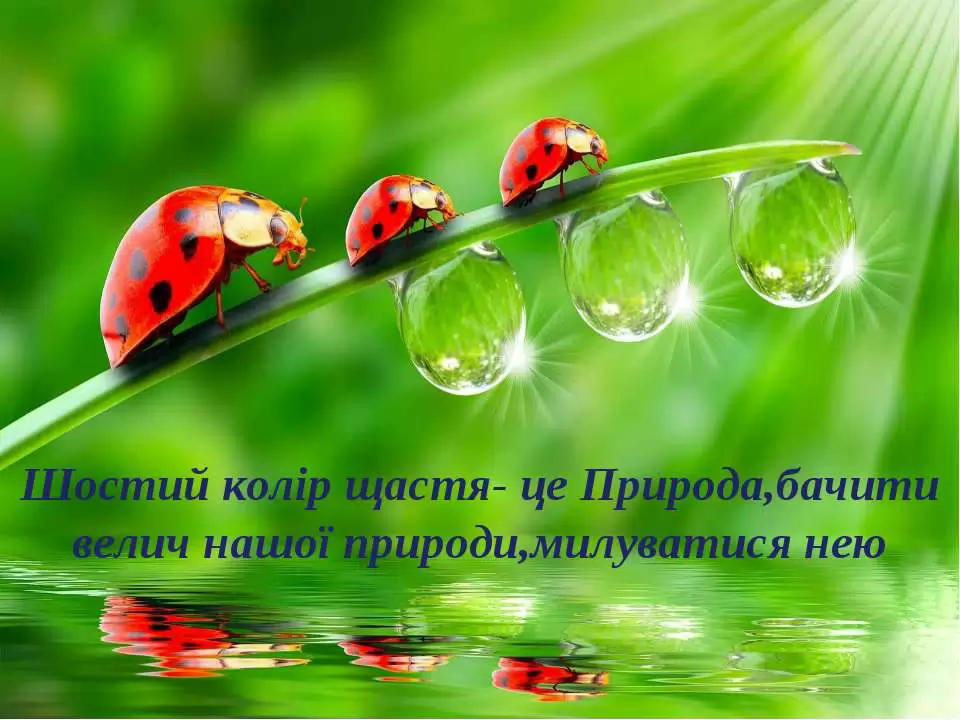 Шостий колір щастя- це Природа,бачити
велич нашої природи,милуватися нею